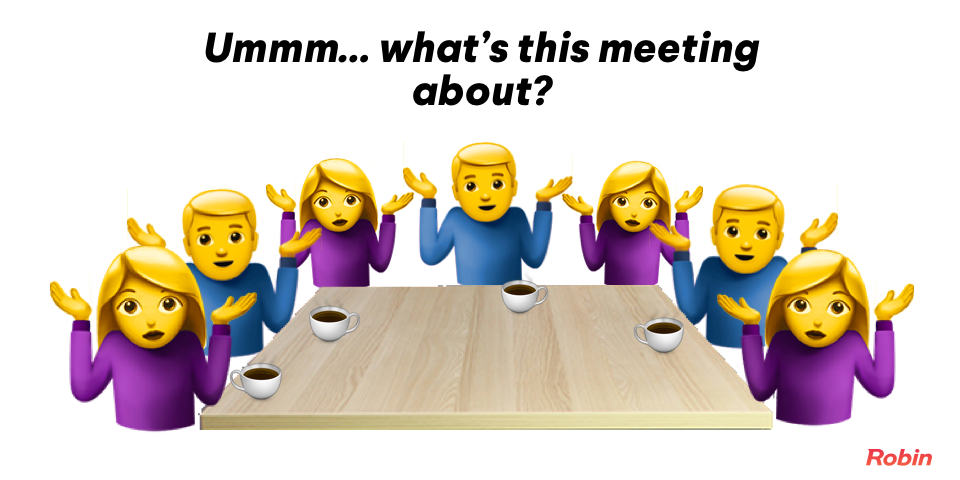 Ummm... what’s this meeting
about?
Robin